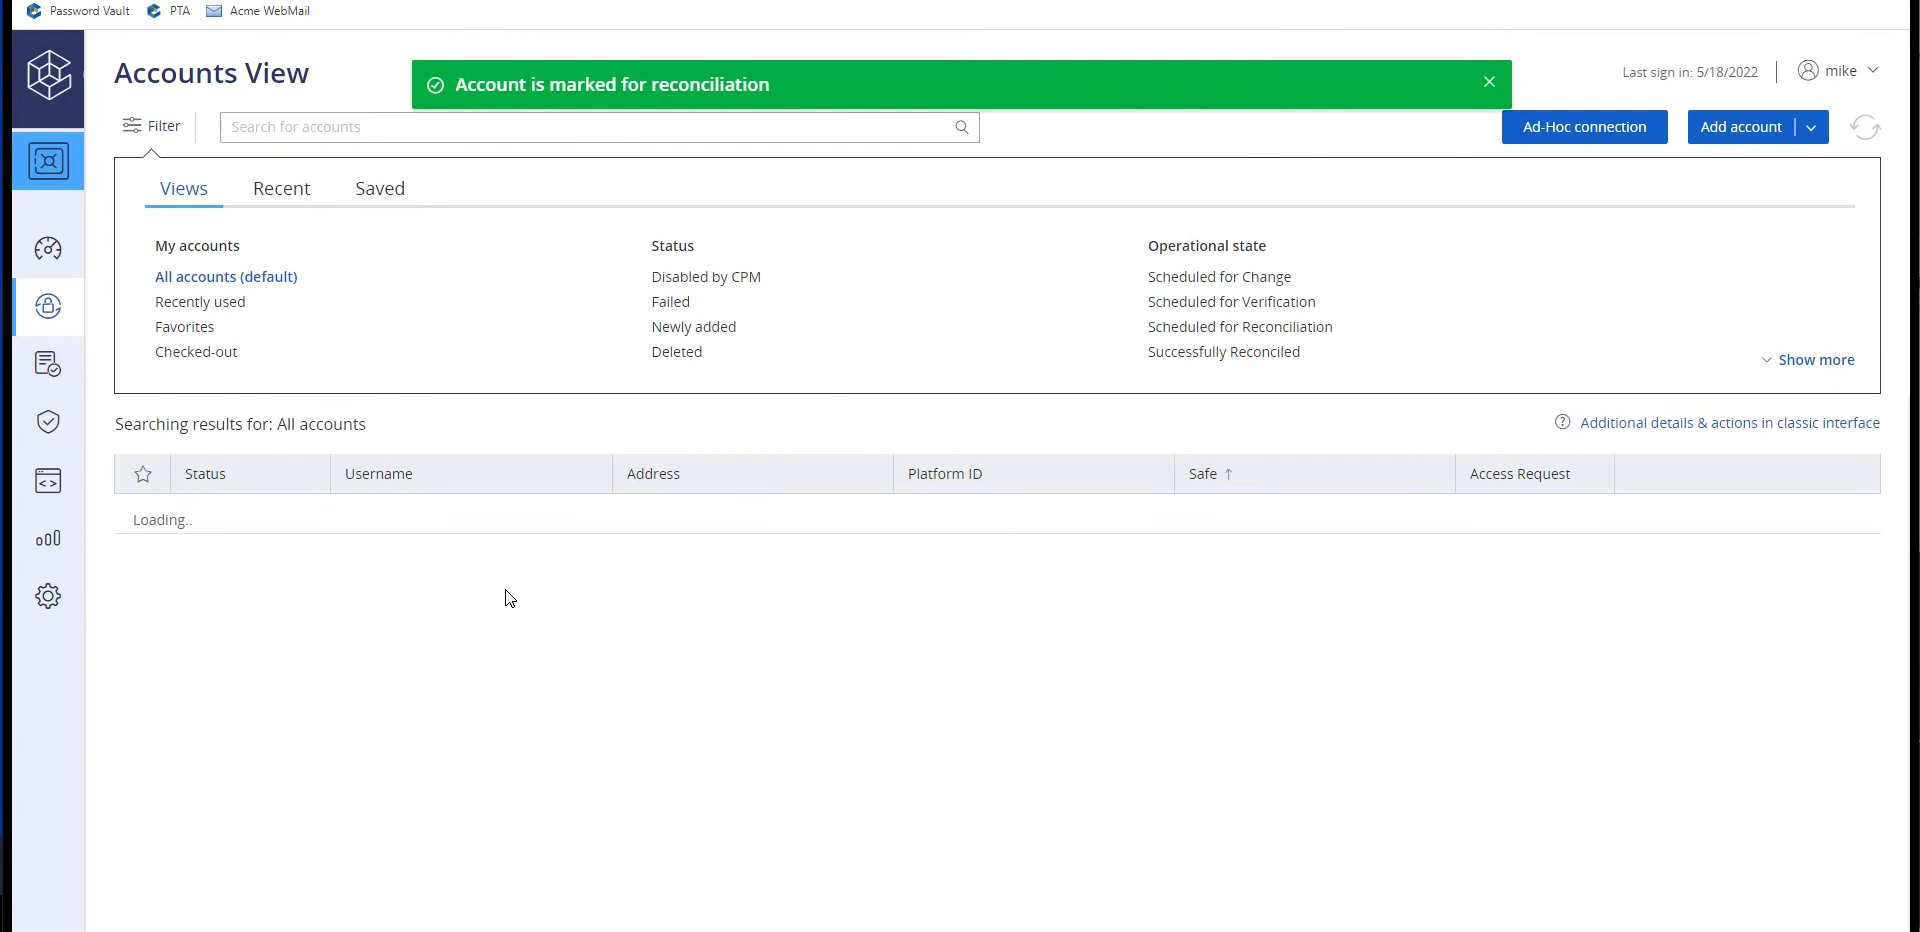 Password Vault PTA Acme WebMail
Accounts View
Account is marked for reconciliation
Last sign in: 5/18/2022
mike
Filter
Search for accounts
Ad-Hoc connection
Add account
Views Recent Saved
My accounts Status Operational state
All accounts (default) Disabled by CPM Scheduled for Change
Recently used Failed Scheduled for Verification
Favorites Newly added Scheduled for Reconciliation
Checked-out Deleted Successfully Reconciled
Show more
Searching results for: All accounts
Additional details & actions in classic interface
Status Username Address Platform ID Safe ↑ Access Request
Loading..